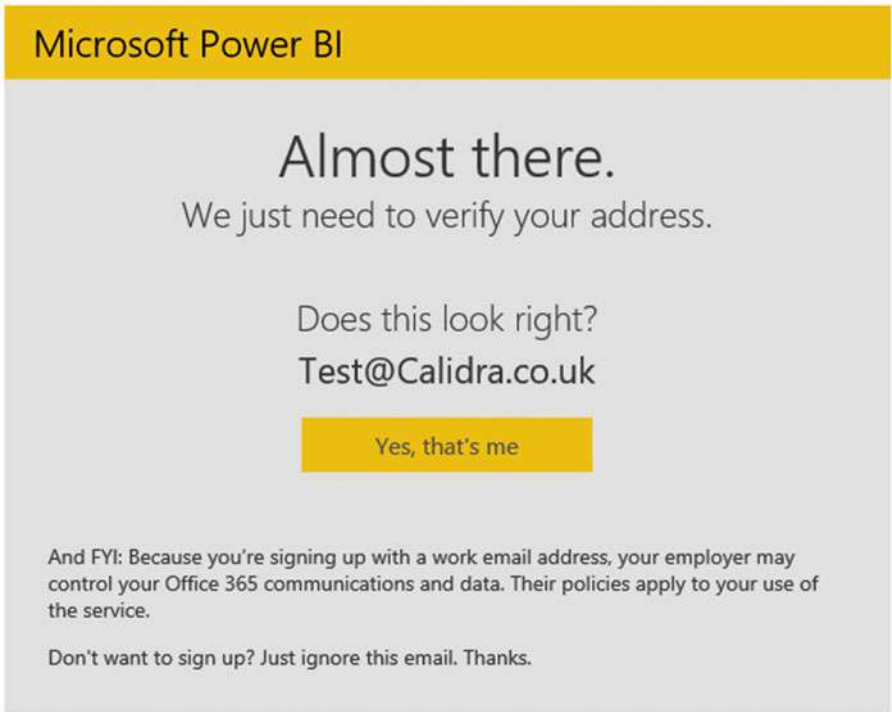 Microsoft Power BI
Almost there.
We just need to verify your address.
Does this look right?
Test@Calidra.co.uk
Yes, that's me
And FYI: Because you're signing up with a work email address, your employer may
control your Office 365 communications and data. Their policies apply to your use of
the service.
Don't want to sign up? Just ignore this email. Thanks.